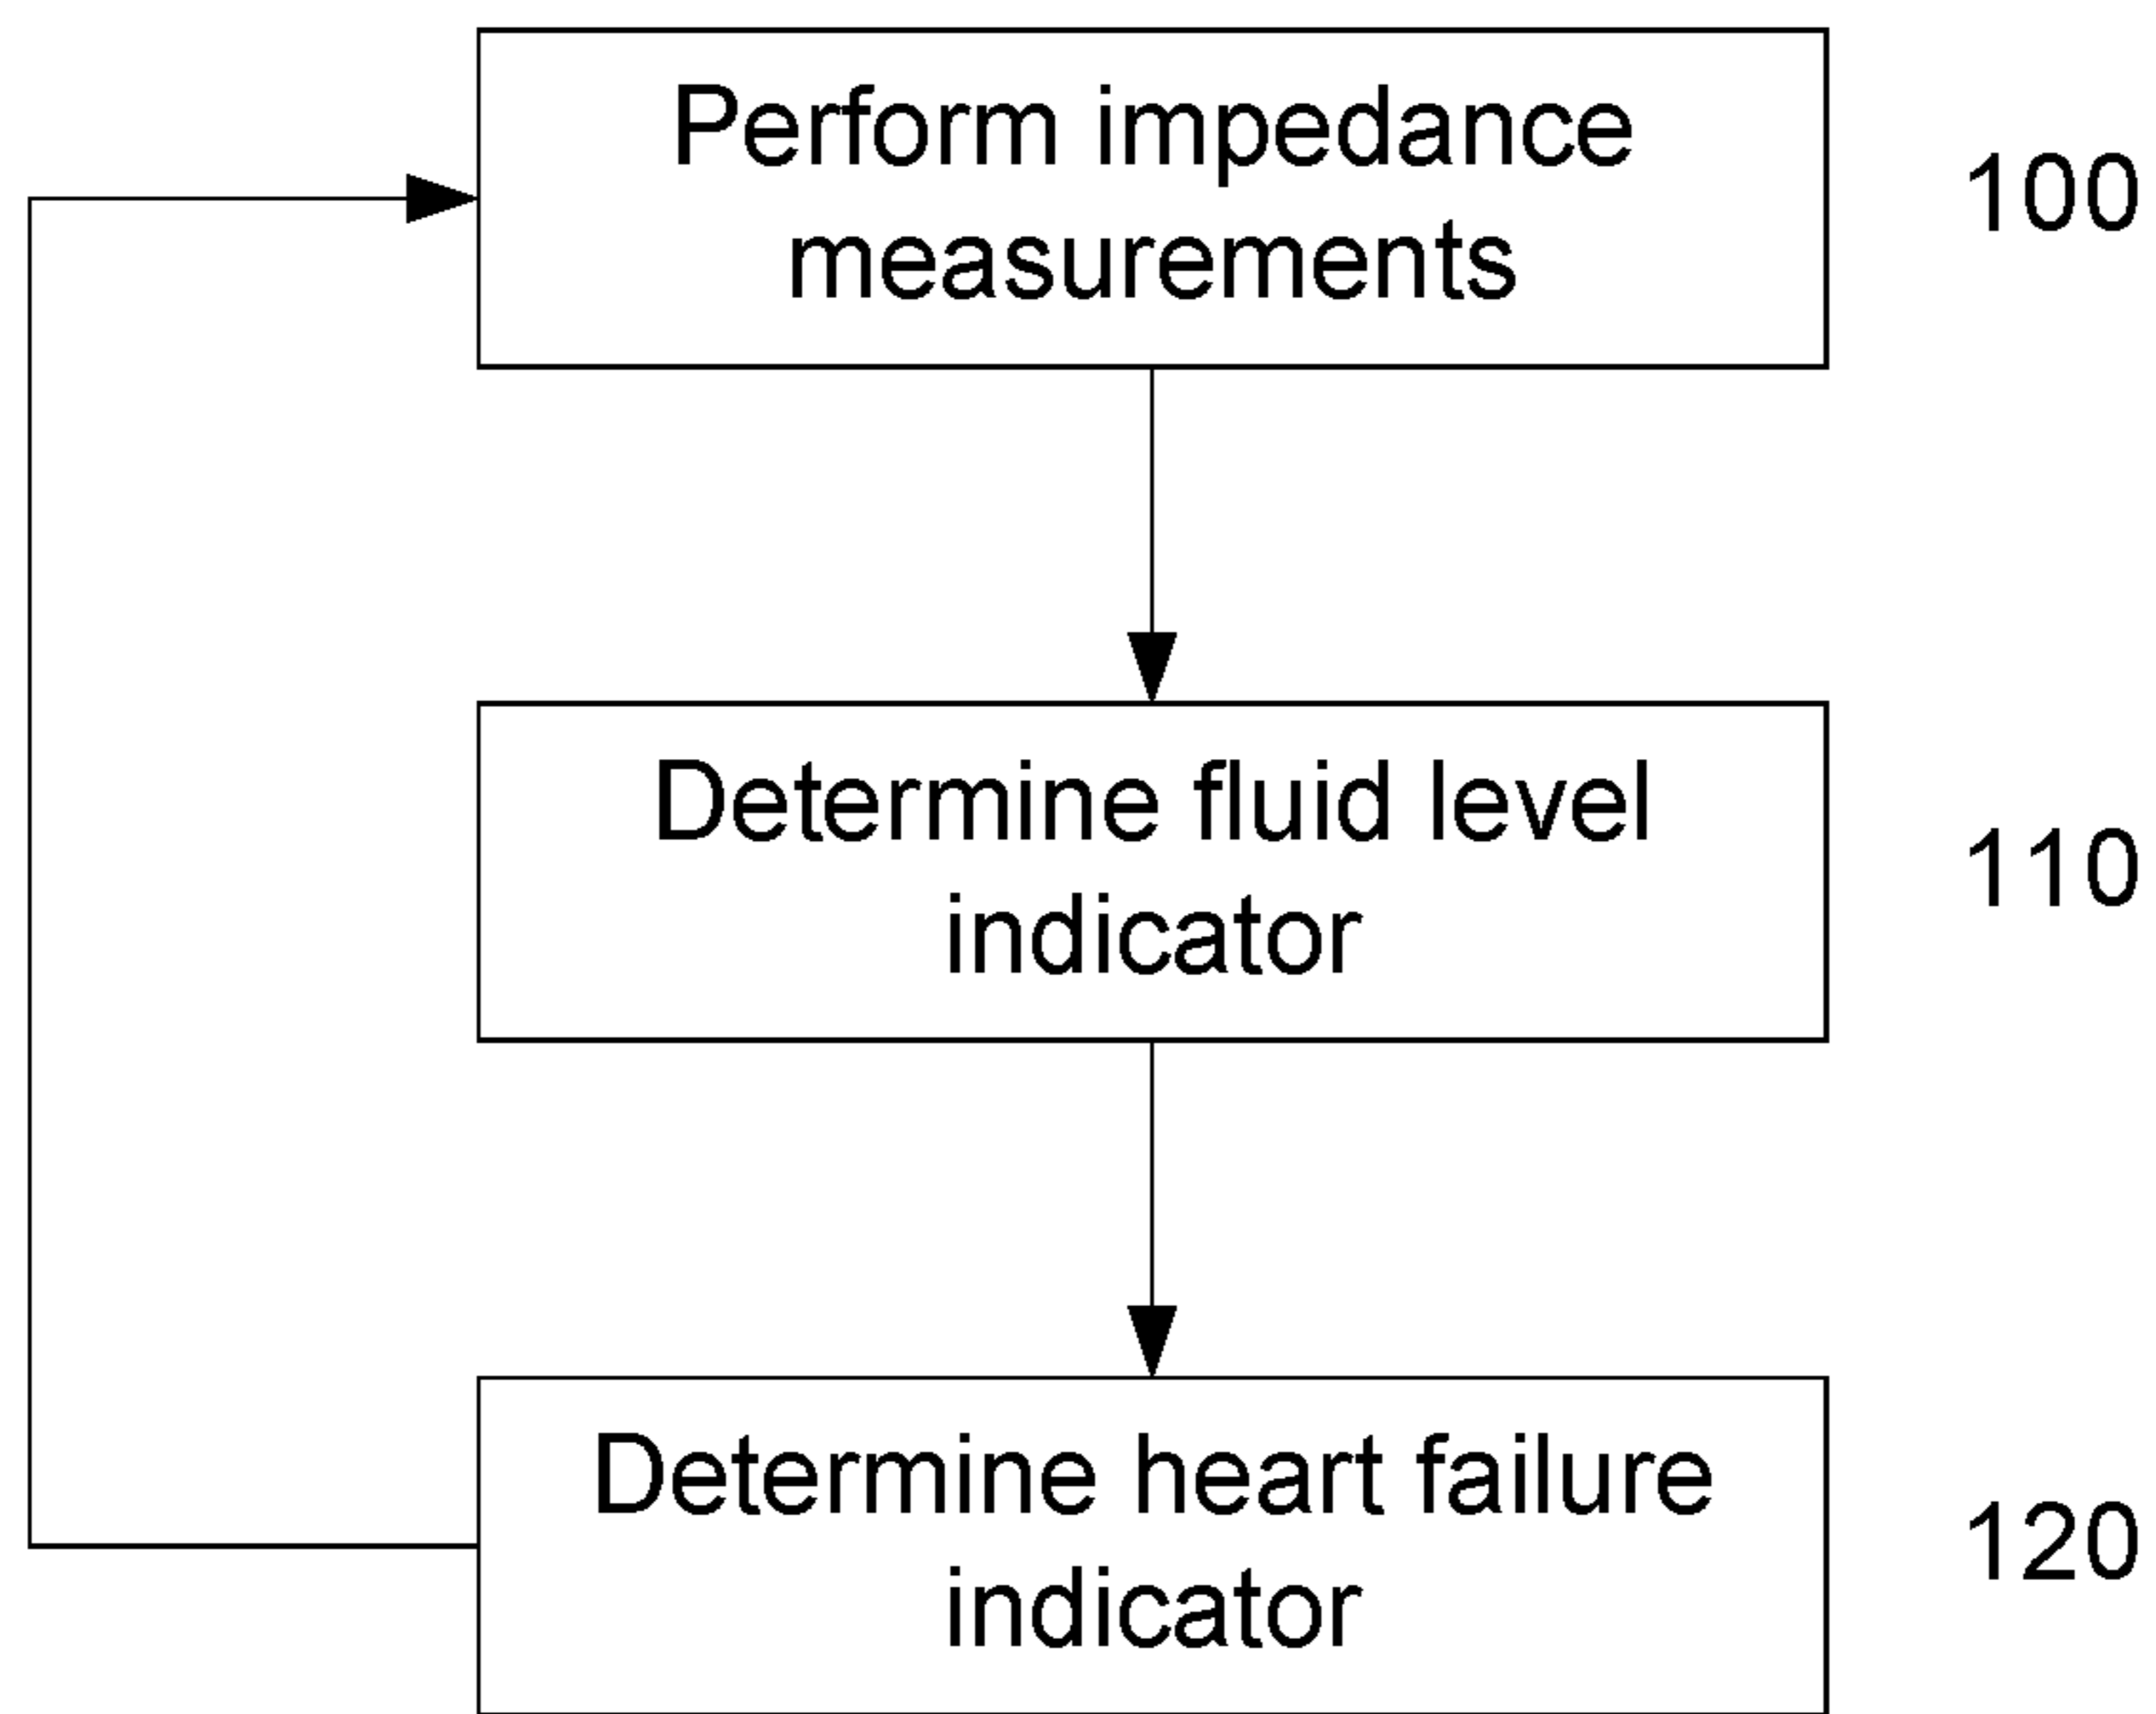 Perform impedance
measurements
100
Determine fluid level
indicator
110
Determine heart failure
indicator
120